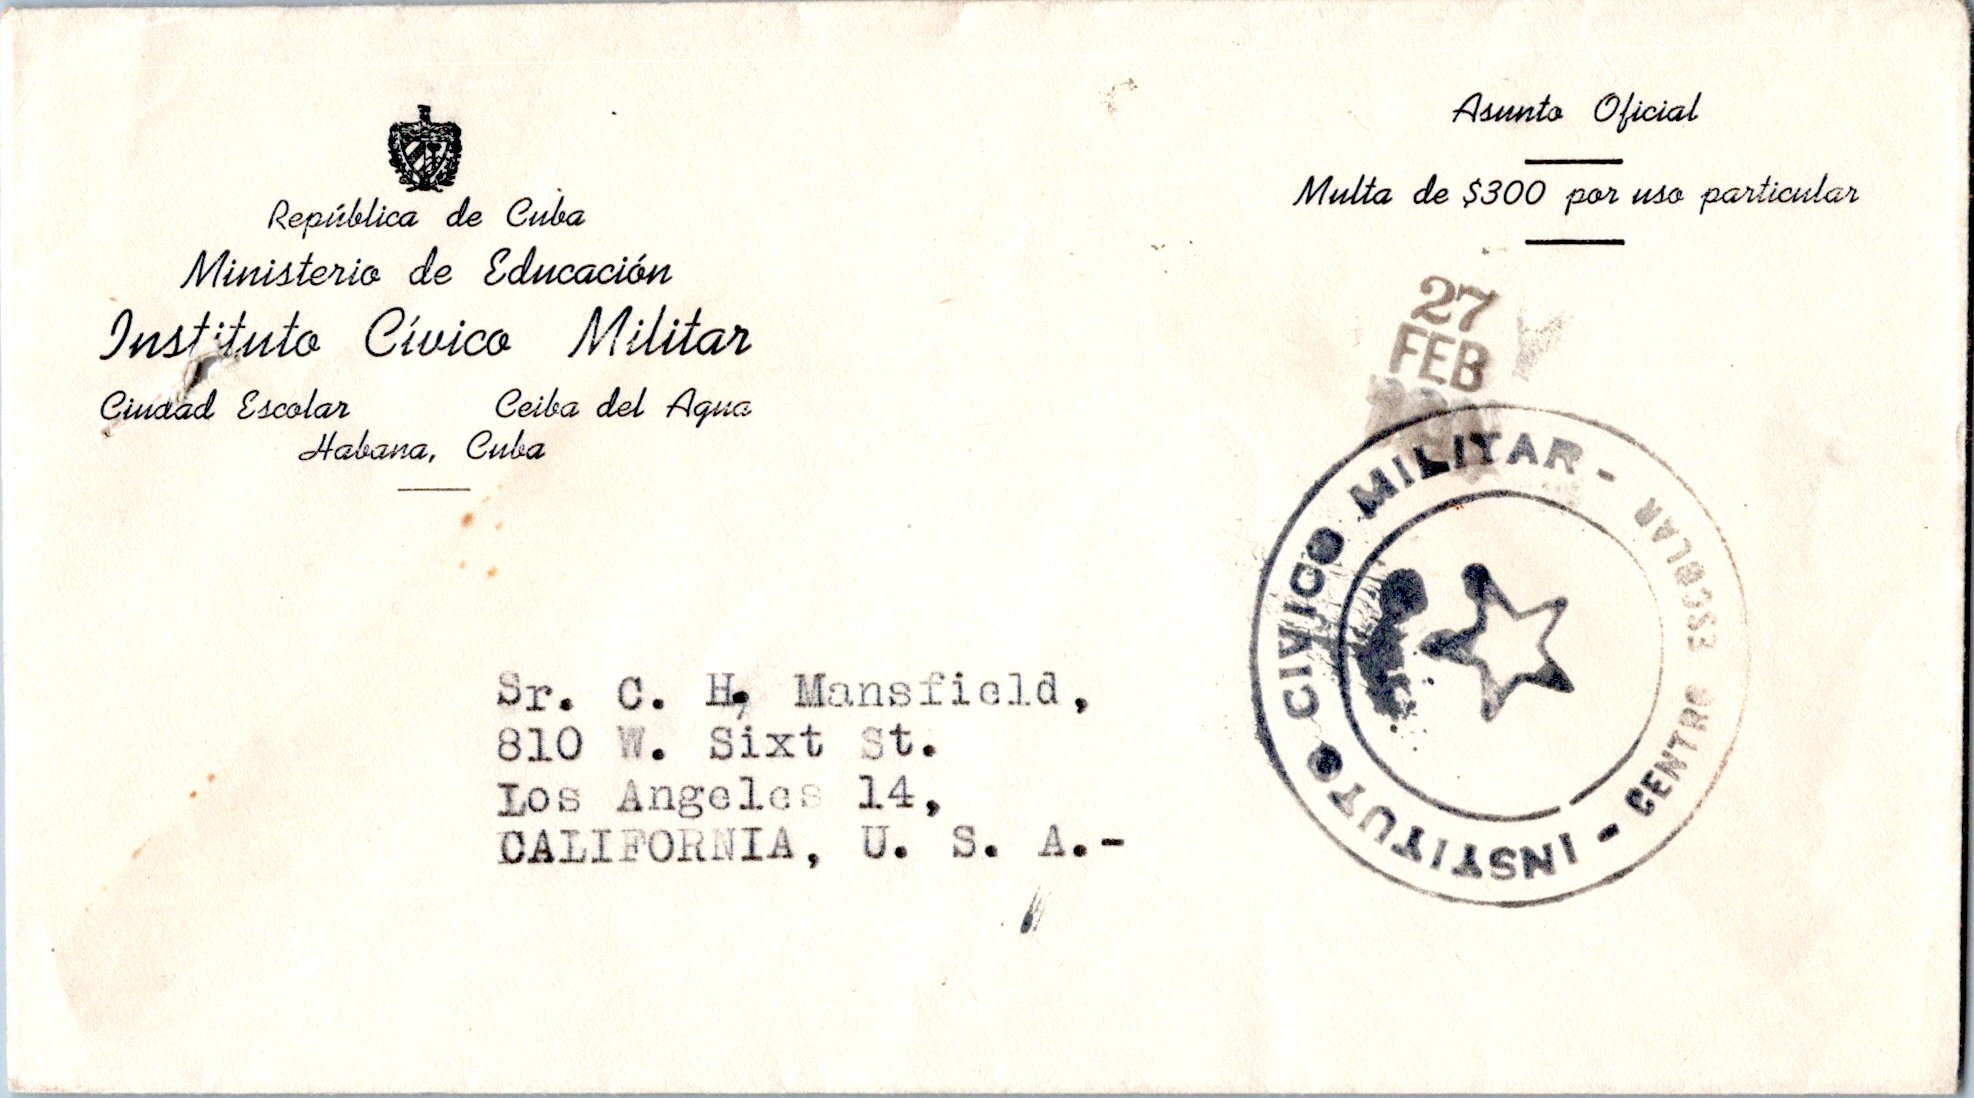 República de Cuba
Ministerio de Educación
Instituto Cívico Militar
Ciudad Escolar Ceiba del Agua
Habana, Cuba
Asunto Oficial
Multa de $300 por uso particular
27
FEB
INSTITUTO CIVICO MILITAR - CENTRO ESCOLAR -
Sr. C. H, Mansfield,
810 W. Sixt St.
Los Angeles 14,
CALIFORNIA, U. S. A.-